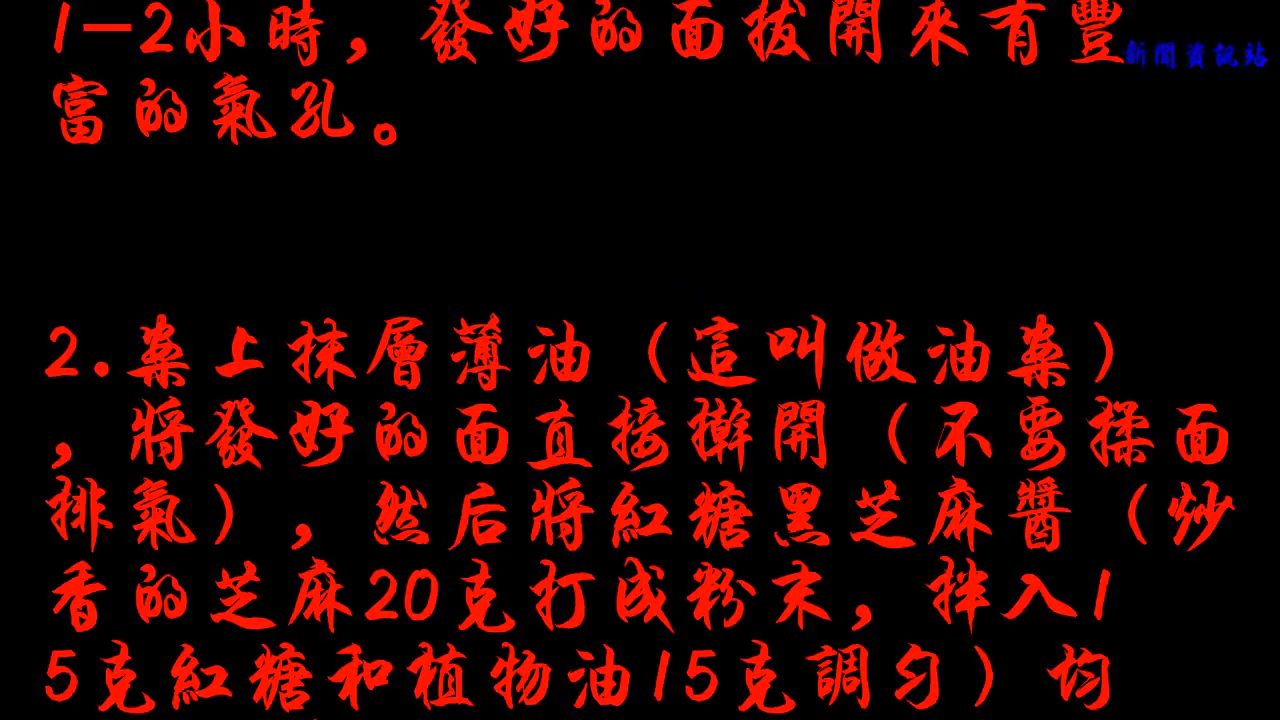 1-2小時，發好的面拔開來有豐
新聞資訊站
富的氣孔。
2.案上抹層薄油（這叫做油案）
，將發好的面直接擀開（不要揉面
排氣），然后將紅糖黑芝麻醬（炒
香的芝麻20克打成粉末，拌入1
5克紅糖和植物油15克調勻）均